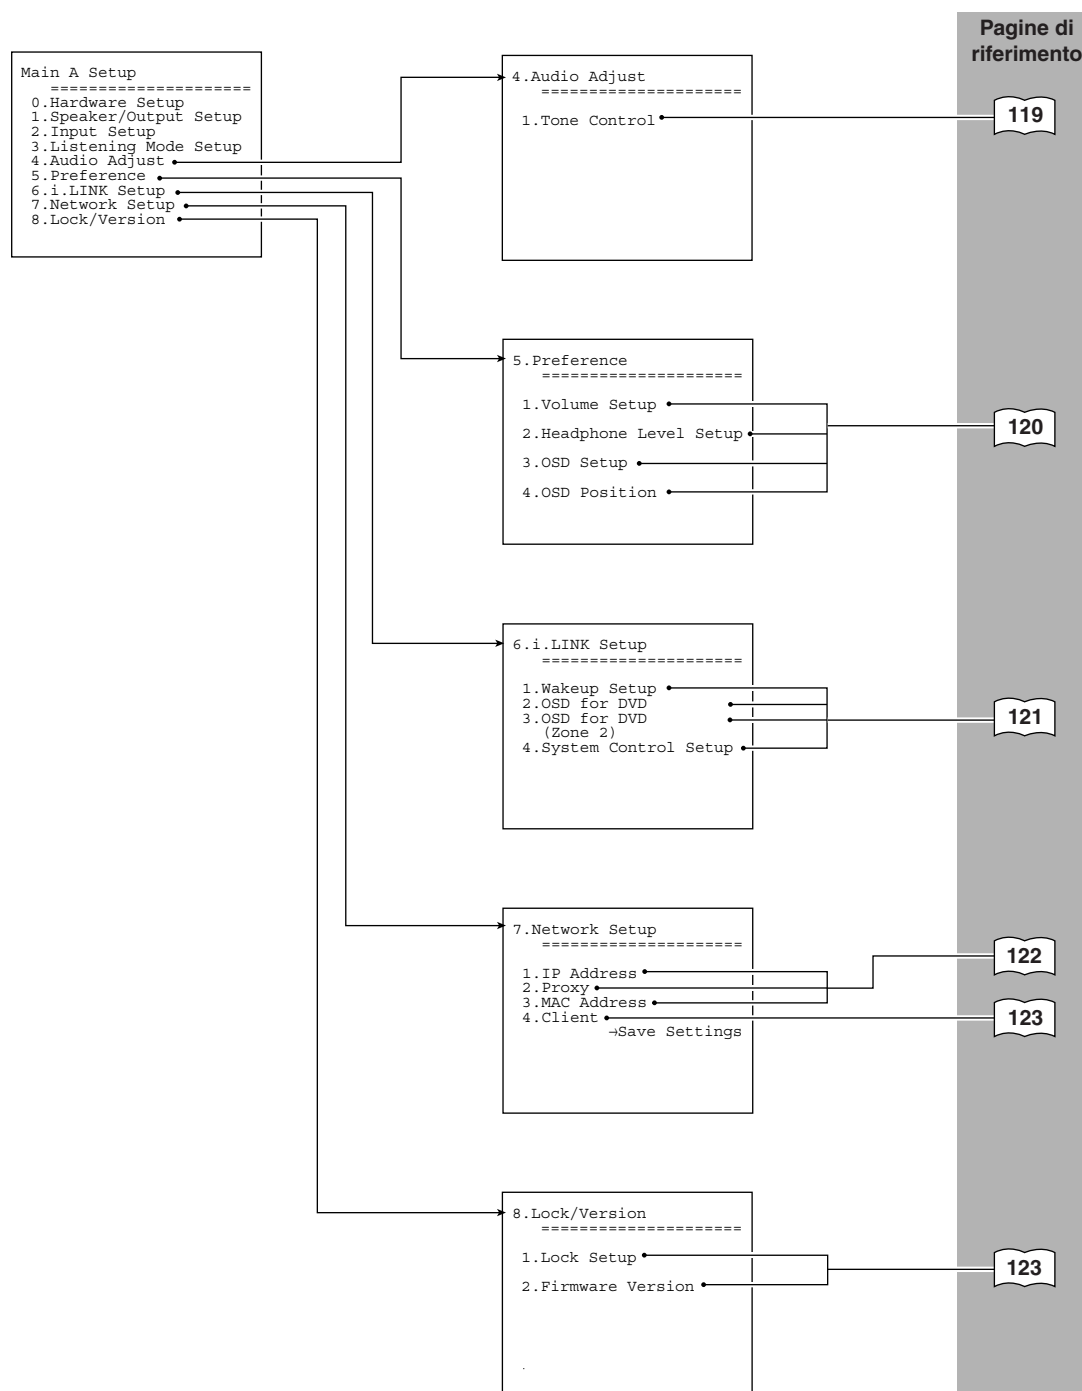 Pagine di
riferimento
Main A Setup
=====================
0.Hardware Setup
1.Speaker/Output Setup
2.Input Setup
3.Listening Mode Setup
4.Audio Adjust
5.Preference
6.i.LINK Setup
7.Network Setup
8.Lock/Version
4.Audio Adjust
=====================
1.Tone Control
119
5.Preference
=====================
1.Volume Setup
2.Headphone Level Setup
3.OSD Setup
4.OSD Position
120
6.i.LINK Setup
=====================
1.Wakeup Setup
2.OSD for DVD
3.OSD for DVD
(Zone 2)
4.System Control Setup
121
7.Network Setup
=====================
1.IP Address
2.Proxy
3.MAC Address
4.Client
→Save Settings
122
123
8.Lock/Version
=====================
1.Lock Setup
2.Firmware Version
123